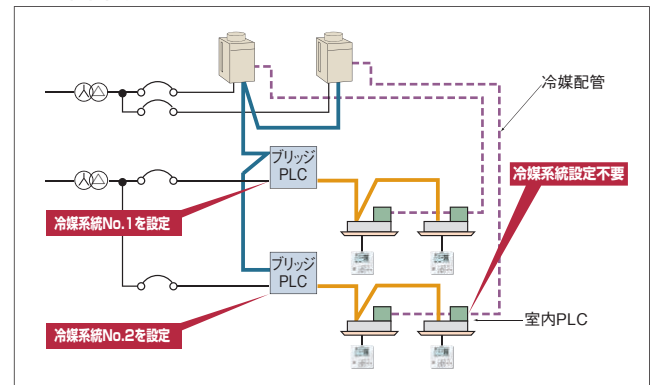 冷媒配管
ブリッジ
PLC
冷媒系統設定不要
冷媒系統No.1を設定
ブリッジ
PLC
室内PLC
冷媒系統No.2を設定